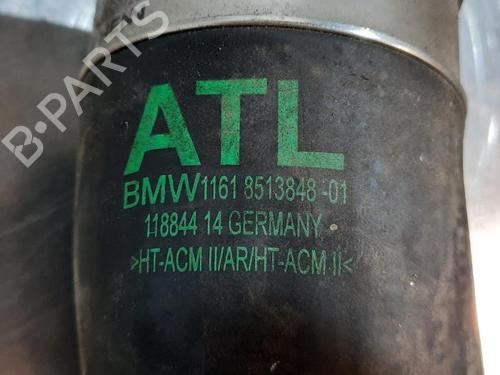 B-PARTS
ATL
BMW 1161 8513848 -01
118844 14 GERMANY
>HT-ACM II/AR/HT-ACM II<